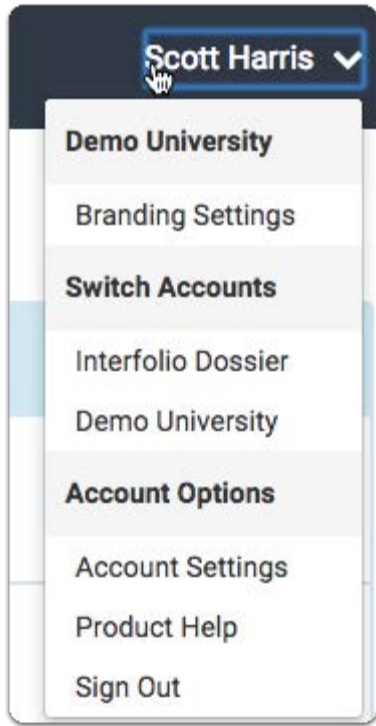 Scott Harris
Demo University
Branding Settings
Switch Accounts
Interfolio Dossier
Demo University
Account Options
Account Settings
Product Help
Sign Out